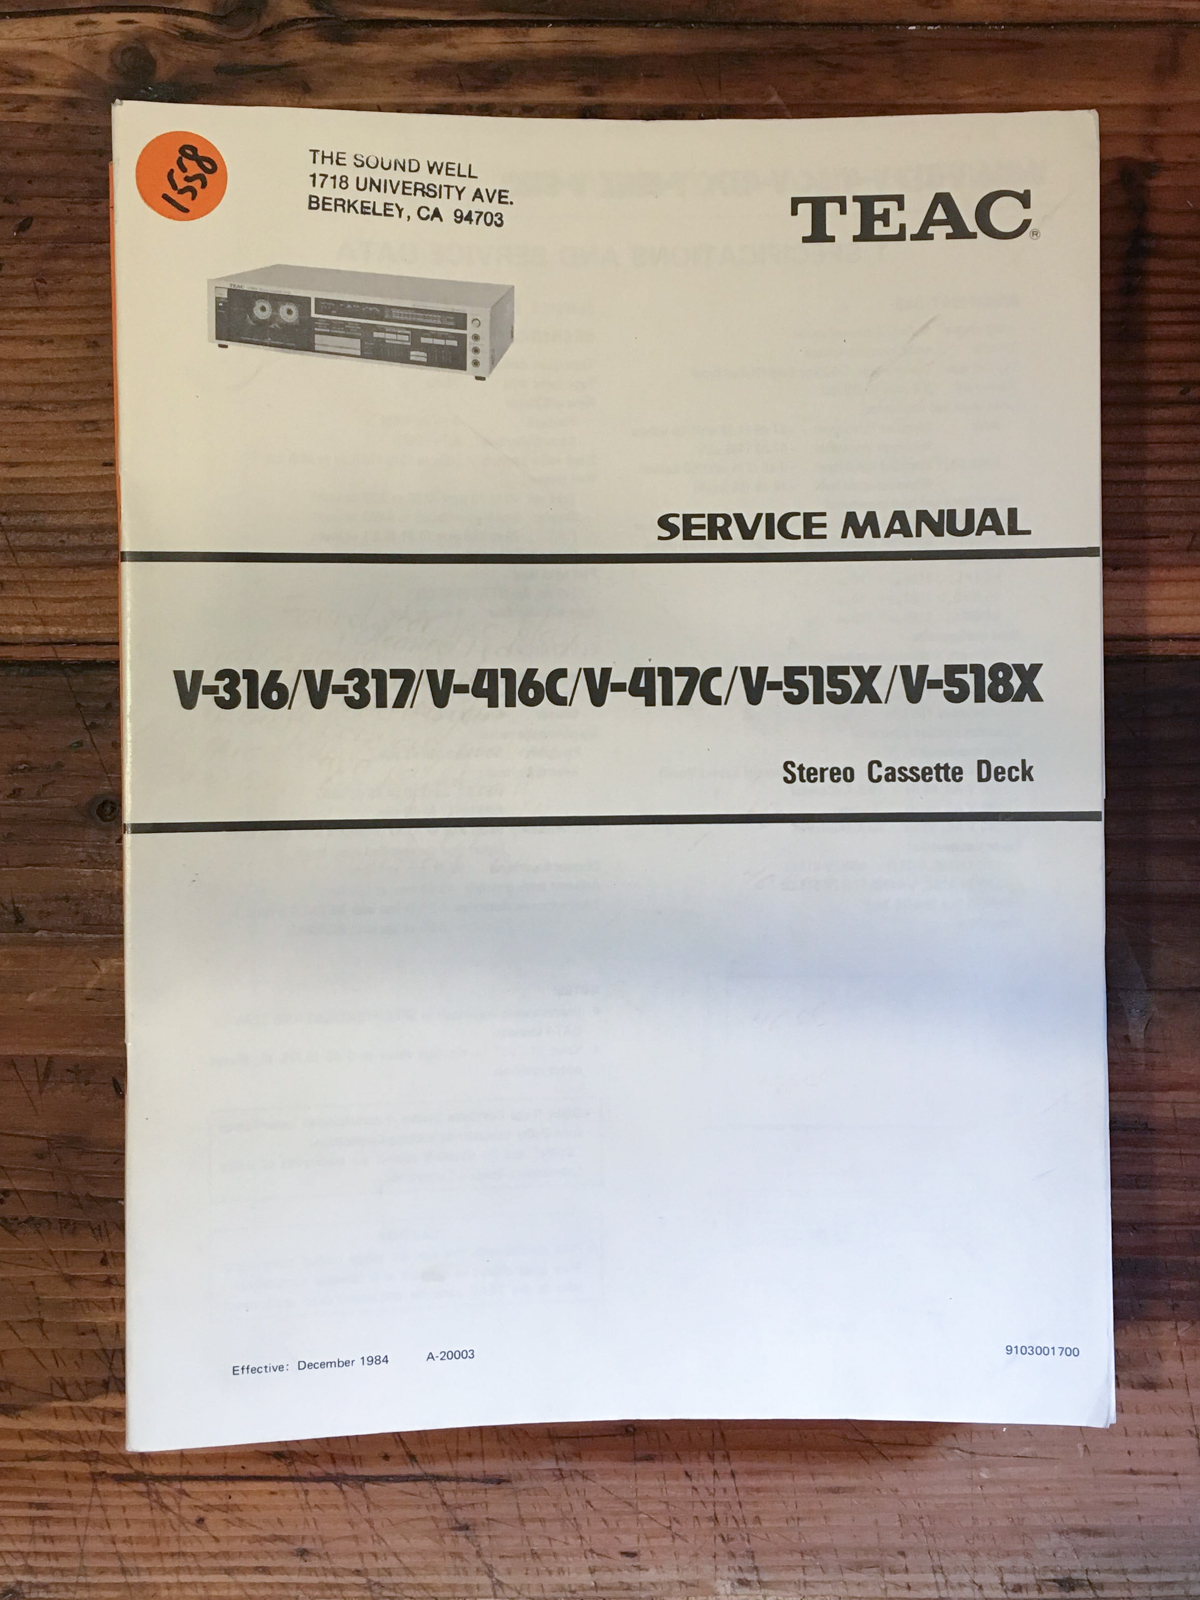 1558
THE SOUND WELL
1718 UNIVERSITY AVE.
BERKELEY, CA 94703
TEAC®
TEAC
SERVICE MANUAL
V-316/V-317/V-416C/V-417C/V-515X/V-518X
Stereo Cassette Deck
Effective: December 1984 A-20003
9103001700